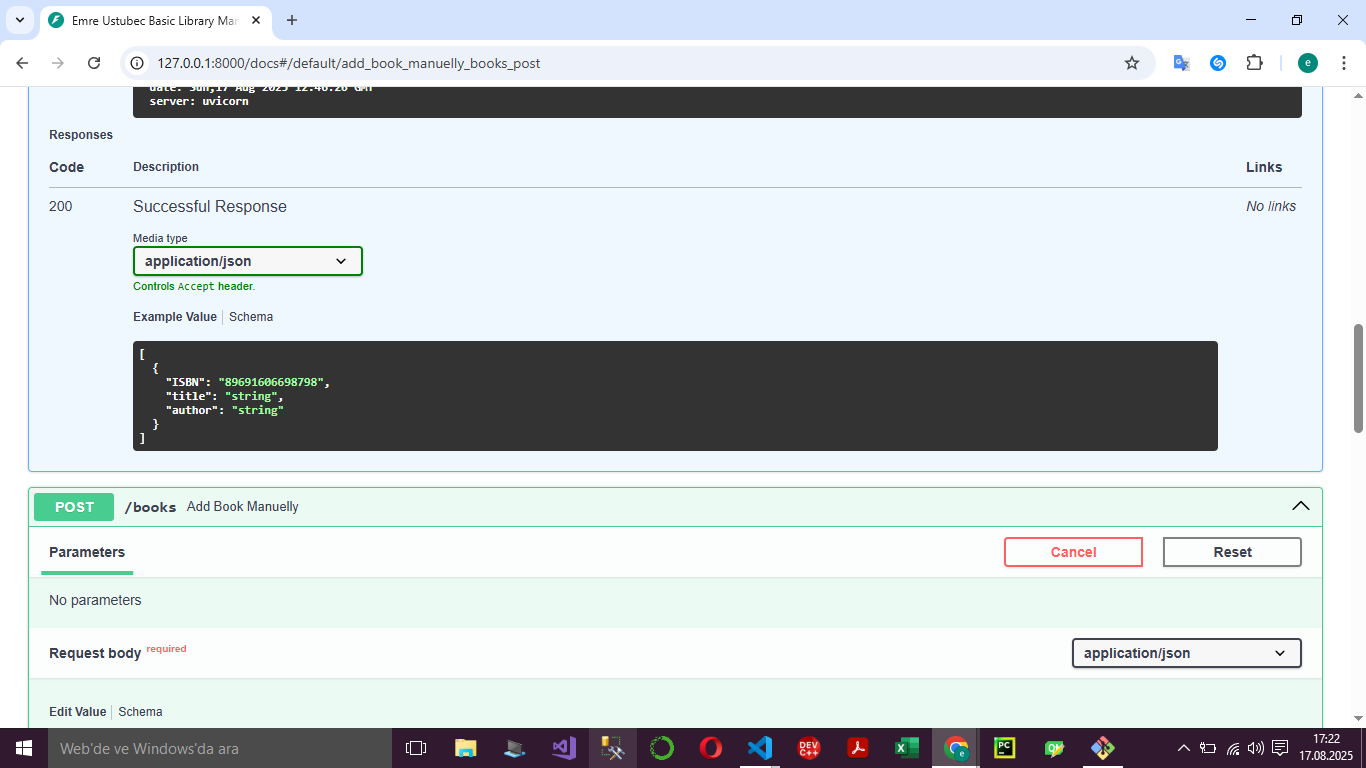 Emre Ustubec Basic Library Mar
127.0.0.1:8000/docs#/default/add_book_manuelly_books_post
e
date: Sun,17 Aug 2025 12:46:26 GMT
server: uvicorn
Responses
Code Description Links
200 Successful Response No links
Media type
application/json
Controls Accept header.
Example Value Schema
[
{
"ISBN": "89691606698798",
"title": "string",
"author": "string"
}
]
POST /books Add Book Manuelly
Parameters Cancel Reset
No parameters
Request body required application/json
Edit Value Schema
Web'de ve Windows'da ara
DEV C++
PC
e
17:22
17.08.2025